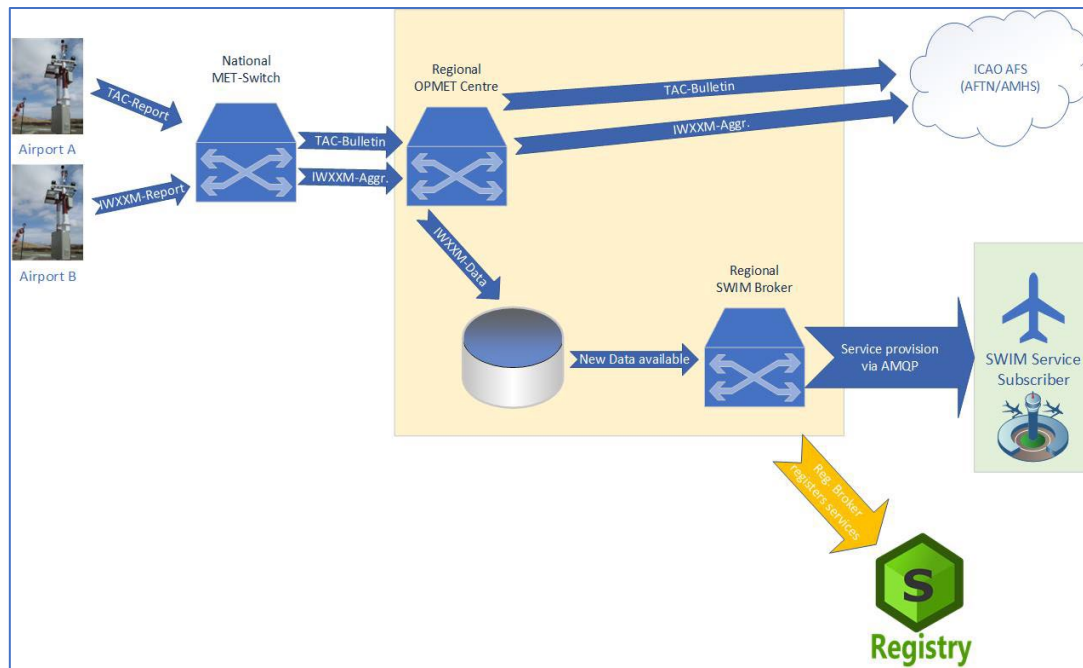 National
MET-Switch
Regional
OPMET Centre
ICAO AFS
(AFTN/AMHS)
TAC-Report
Airport A
TAC-Bulletin
TAC-Bulletin
IWXXM-Aggr.
IWXXM-Aggr.
IWXXM-Report
Airport B
IWXXM-Data
Regional
SWIM Broker
New Data available
Service provision
via AMQP
SWIM Service
Subscriber
Reg. Broker
registers services
S
Registry